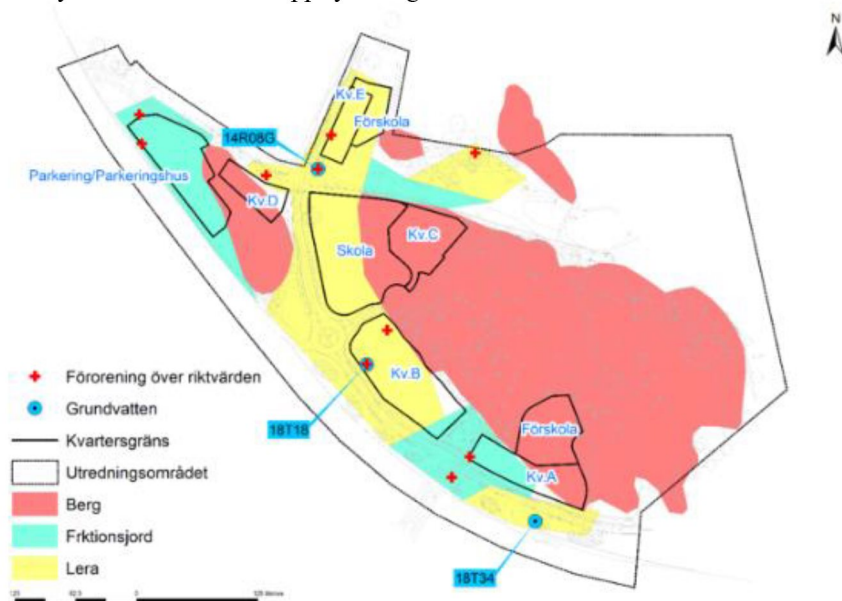 N
Kv.E
Förskola
14R08G
Parkering/Parkeringshus
Kv.D
Skola
Kv.C
Kv.B
18T18
Förskola
Kv.A
18T34
Förorening över riktvärden
Grundvatten
Kvartersgräns
Utredningsområdet
Berg
Frktionsjord
Lera